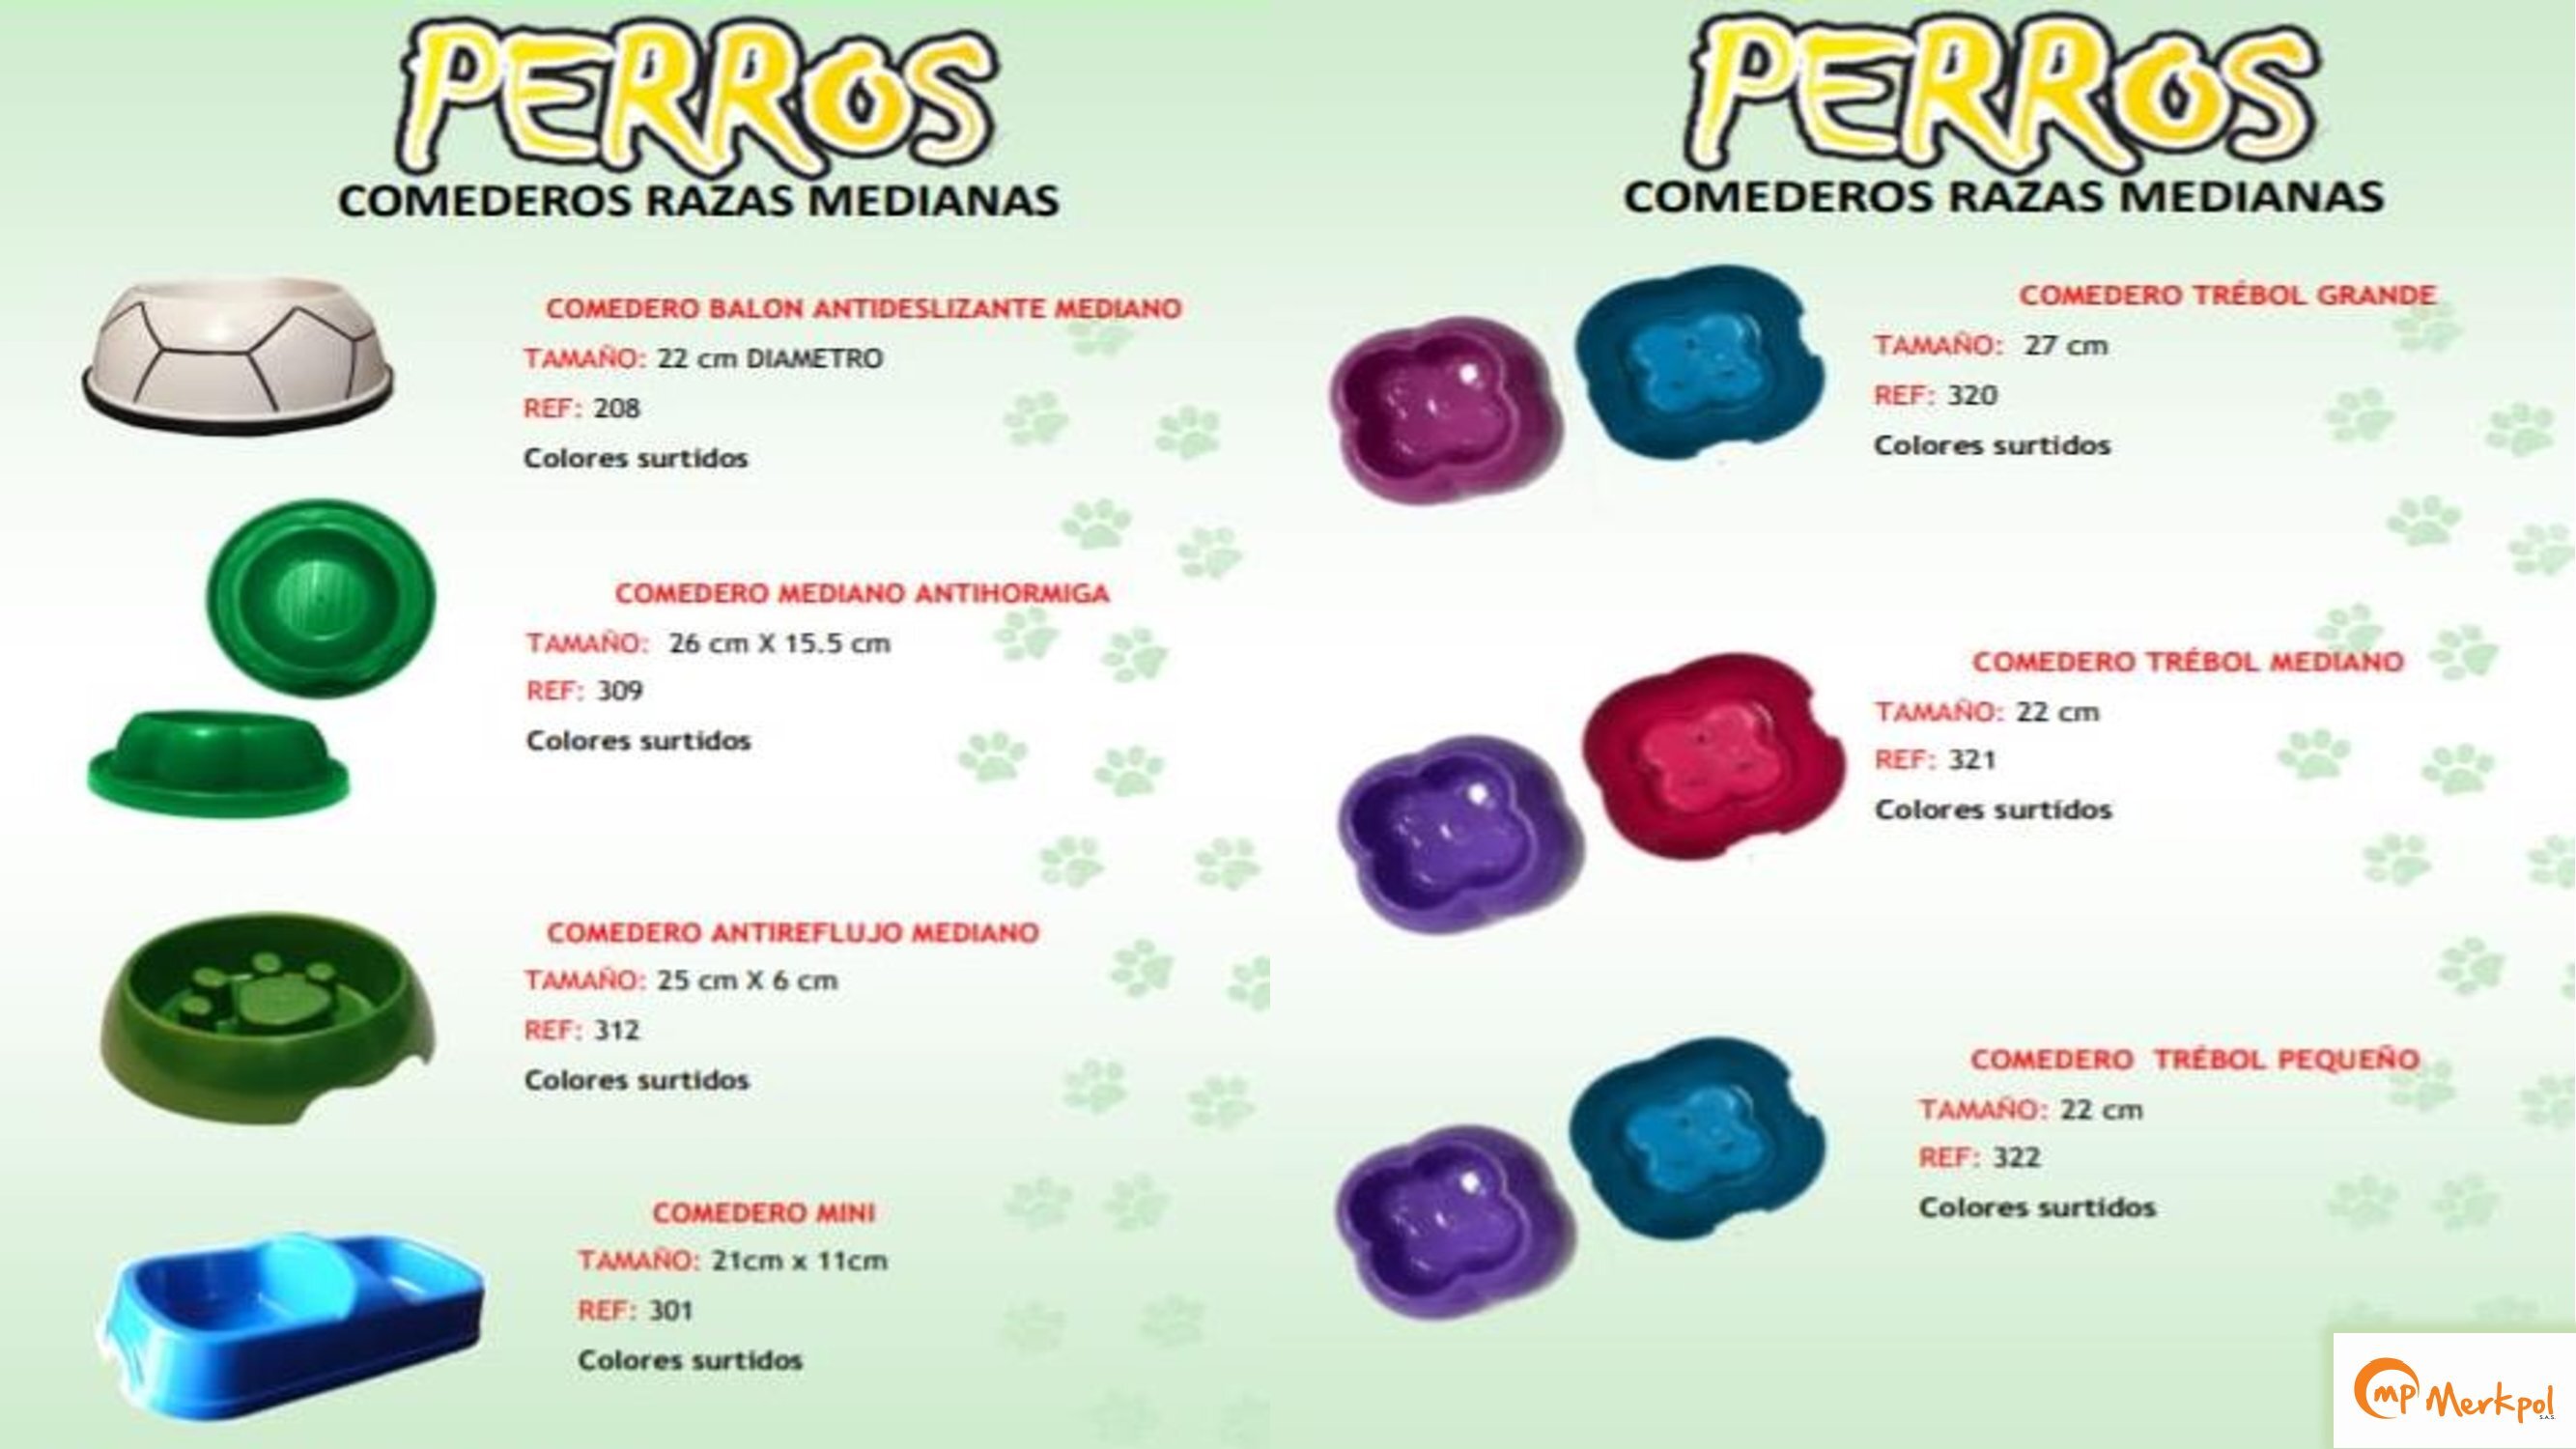 PERROS
COMEDEROS RAZAS MEDIANAS
COMEDERO BALON ANTIDESLIZANTE MEDIANO
TAMAÑO: 22 cm DIAMETRO
REF: 208
Colores surtidos
COMEDERO MEDIANO ANTIHORMIGA
TAMAÑO: 26 cm X 15.5 cm
REF: 309
Colores surtidos
COMEDERO ANTIREFLUJO MEDIANO
TAMAÑO: 25 cm X 6 cm
REF: 312
Colores surtidos
COMEDERO MINI
TAMAÑO: 21cm x 11cm
REF: 301
Colores surtidos
PERROS
COMEDEROS RAZAS MEDIANAS
COMEDERO TRÉBOL GRANDE
TAMAÑO: 27 cm
REF: 320
Colores surtidos
COMEDERO TRÉBOL MEDIANO
TAMAÑO: 22 cm
REF: 321
Colores surtidos
COMEDERO TRÉBOL PEQUEÑO
TAMAÑO: 22 cm
REF: 322
Colores surtidos
mp Merkpol
S.A.S.